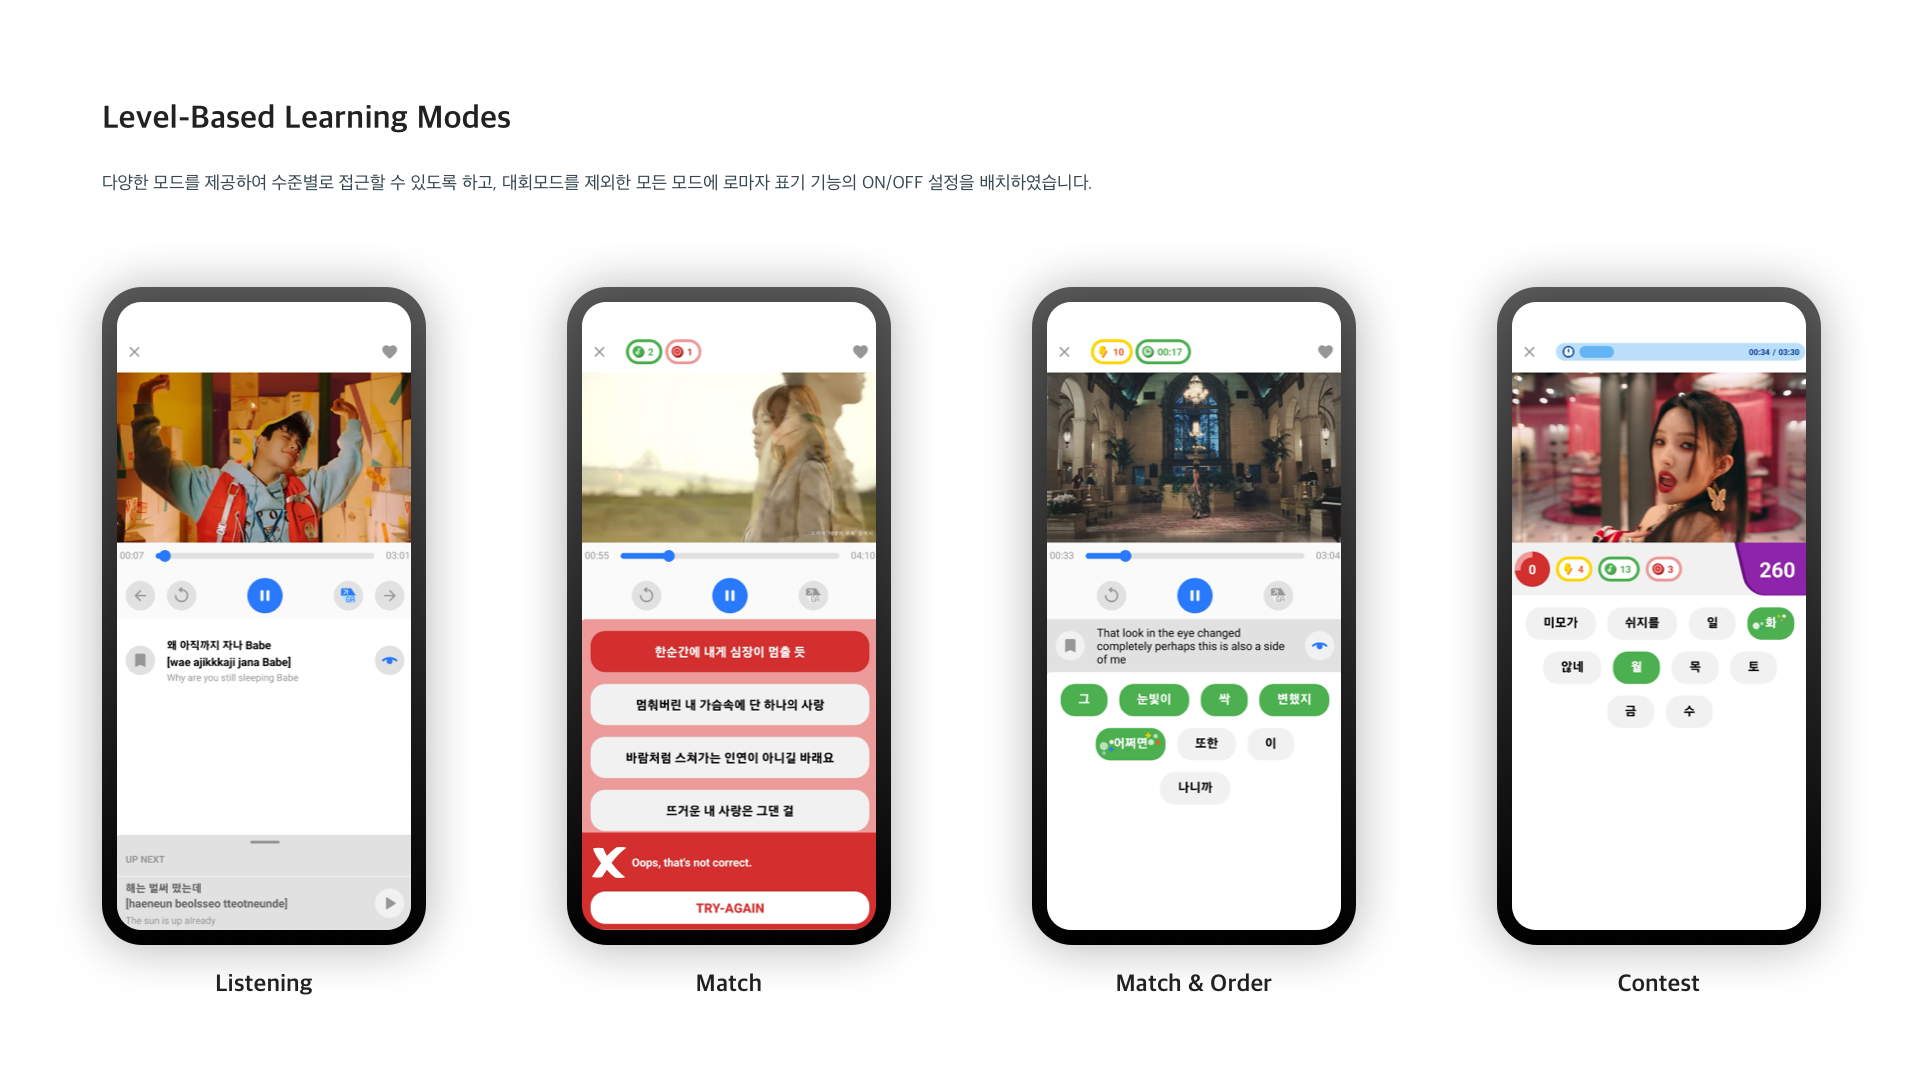 Level-Based Learning Modes
다양한 모드를 제공하여 수준별로 접근할 수 있도록 하고, 대회모드를 제외한 모든 모드에 로마자 표기 기능의 ON/OFF 설정을 배치하였습니다.
00:07 03:01
왜 아직까지 자나 Babe
[wae ajikkkaji jana Babe]
Why are you still sleeping Babe
UP NEXT
해는 벌써 떴는데
[haeneun beolsseo tteotneunde]
The sun is up already
Listening
2 1
00:55 04:10
한순간에 내게 심장이 멈출 듯
멈춰버린 내 가슴속에 단 하나의 사랑
바람처럼 스쳐가는 인연이 아니길 바래요
뜨거운 내 사랑은 그댄 걸
Oops, that's not correct.
TRY-AGAIN
Match
10 00:17
00:33 03:04
That look in the eye changed
completely perhaps this is also a side
of me
그 눈빛이 싹 변했지
어쩌면 또한 이
나니까
Match & Order
00:34 / 03:30
0 4 13 3 260
미모가 쉬지를 일 화
않네 월 목 토
금 수
Contest